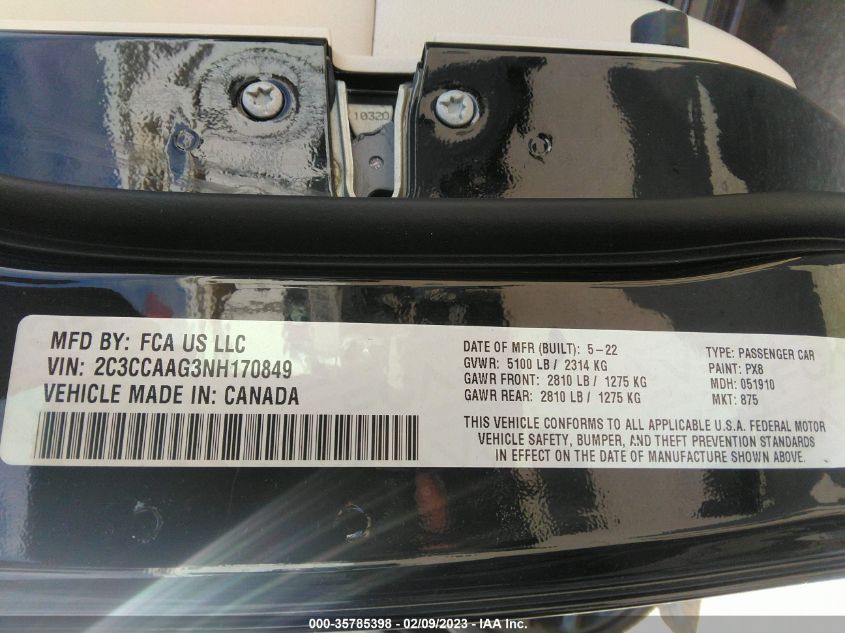 10320
MFD BY: FCA US LLC
VIN: 2C3CCAAG3NH170849
VEHICLE MADE IN: CANADA
DATE OF MFR (BUILT): 5-22
GVWR: 5100 LB / 2314 KG
GAWR FRONT: 2810 LB / 1275 KG
GAWR REAR: 2810 LB / 1275 KG
TYPE: PASSENGER CAR
PAINT: PX8
MDH: 051910
MKT: 875
THIS VEHICLE CONFORMS TO ALL APPLICABLE U.S.A. FEDERAL MOTOR
VEHICLE SAFETY, BUMPER, AND THEFT PREVENTION STANDARDS
IN EFFECT ON THE DATE OF MANUFACTURE SHOWN ABOVE.
000-35785398 - 02/09/2023 - IAA Inc.